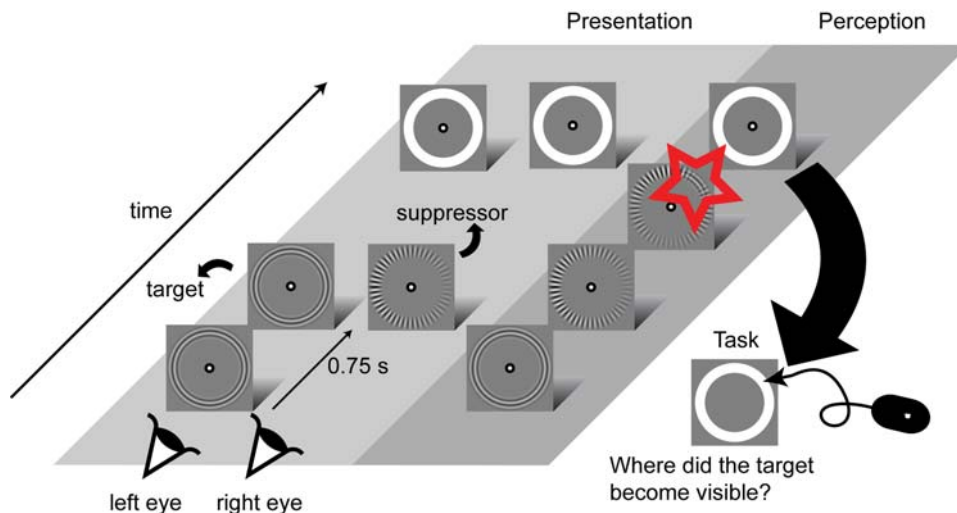 Presentation
Perception
time
suppressor
target
0.75 s
Task
Where did the target
become visible?
left eye
right eye